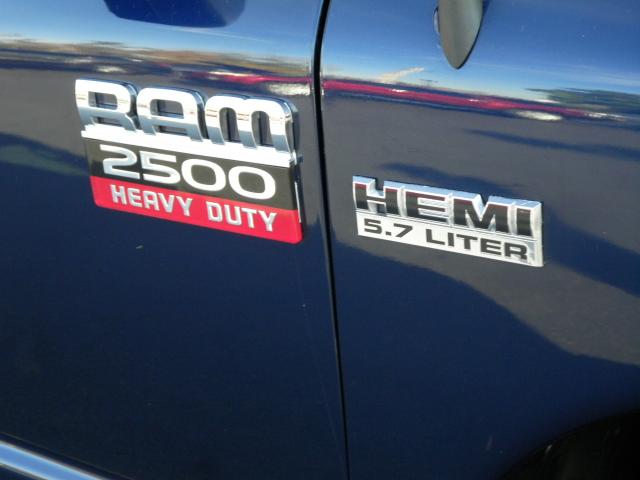 RAM
2500
HEAVY DUTY
HEMI
5.7 LITER